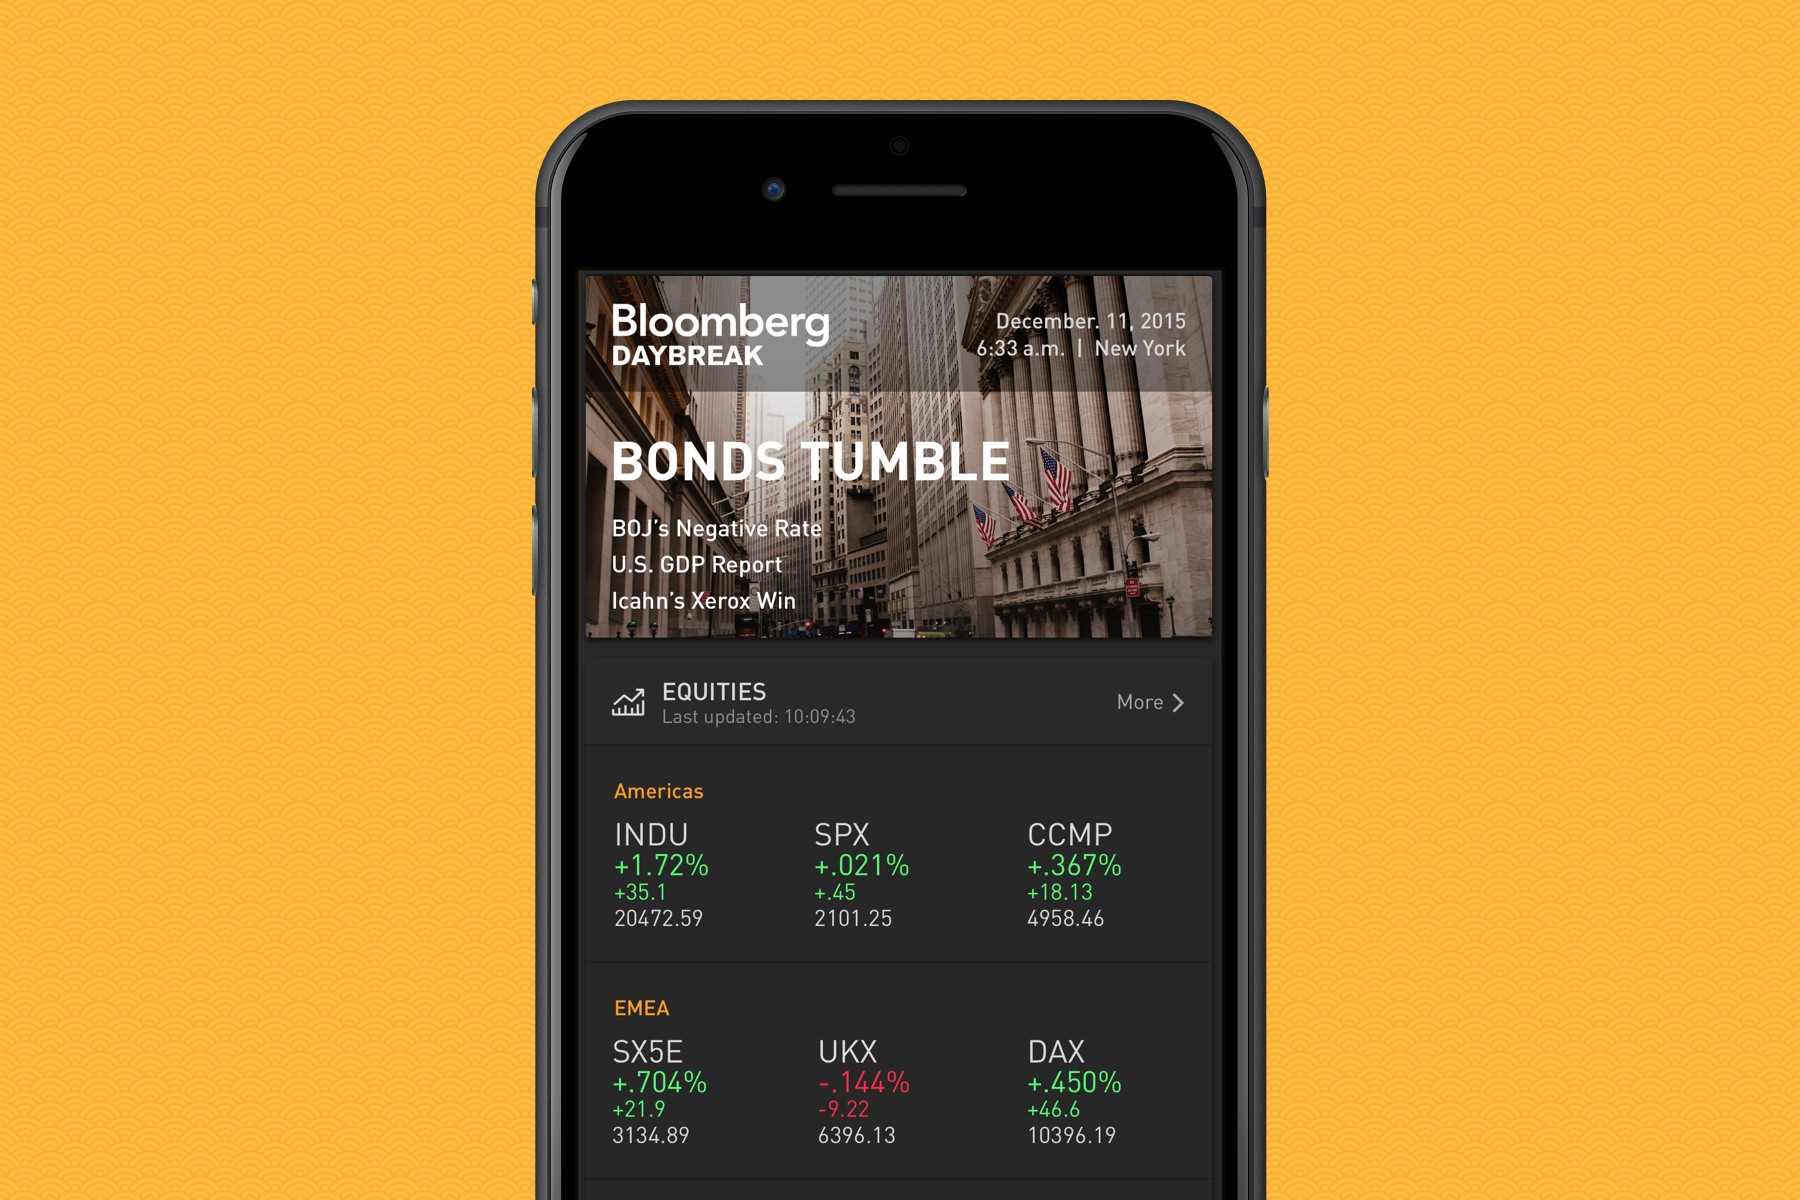 Bloomberg
DAYBREAK
December. 11, 2015
6:33 a.m. | New York
BONDS TUMBLE
BOJ's Negative Rate
U.S. GDP Report
Icahn's Xerox Win
EQUITIES
Last updated: 10:09:43
More
Americas
INDU SPX CCMP
+1.72% +.021% +.367%
+35.1 +.45 +18.13
20472.59 2101.25 4958.46
EMEA
SX5E UKX DAX
+.704% -.144% +.450%
+21.9 -9.22 +46.6
3134.89 6396.13 10396.19